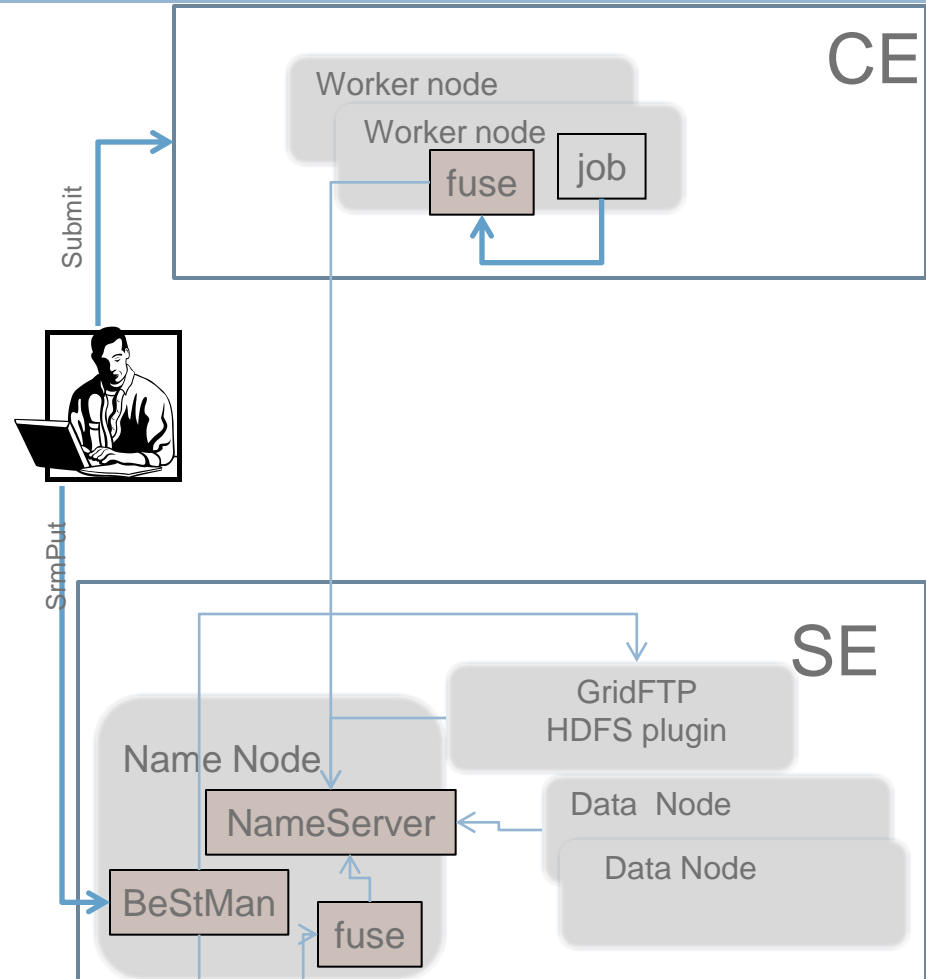 CE
Worker node
Worker node
fuse
job
Submit
SrmPut
SE
GridFTP
HDFS plugin
Name Node
NameServer
Data Node
Data Node
BeStMan
fuse